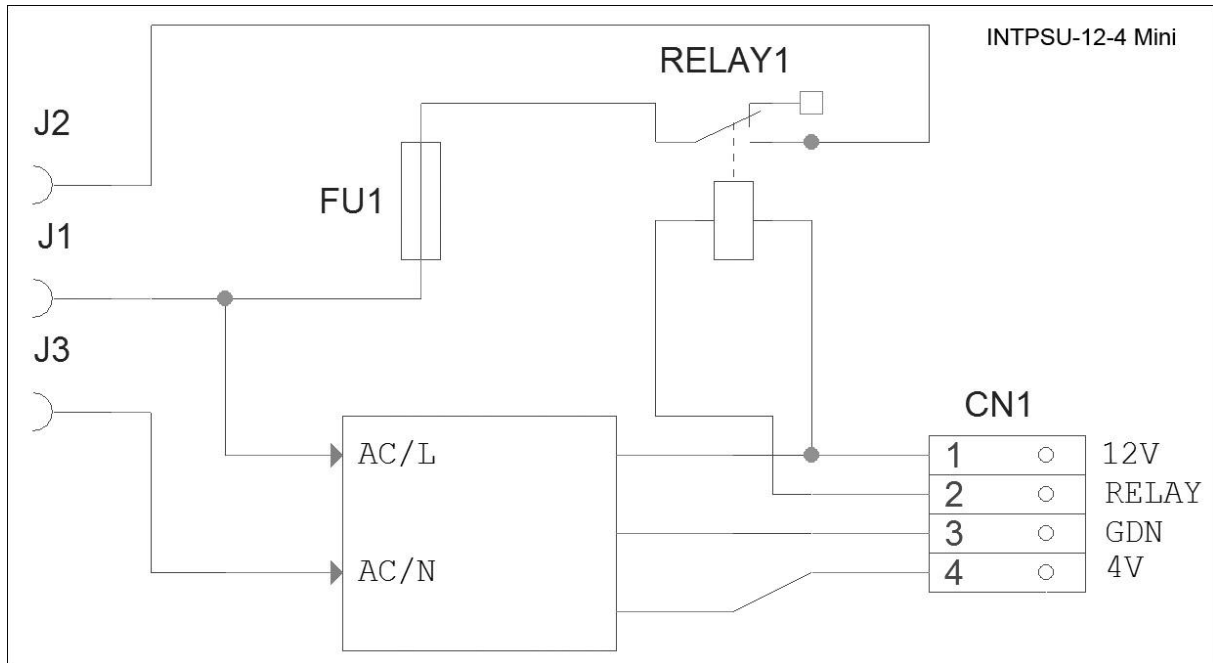 INTPSU-12-4 Mini
RELAY1
J2
FU1
J1
J3
CN1
AC/L
1 12V
2 RELAY
3 GDN
AC/N
4 4V